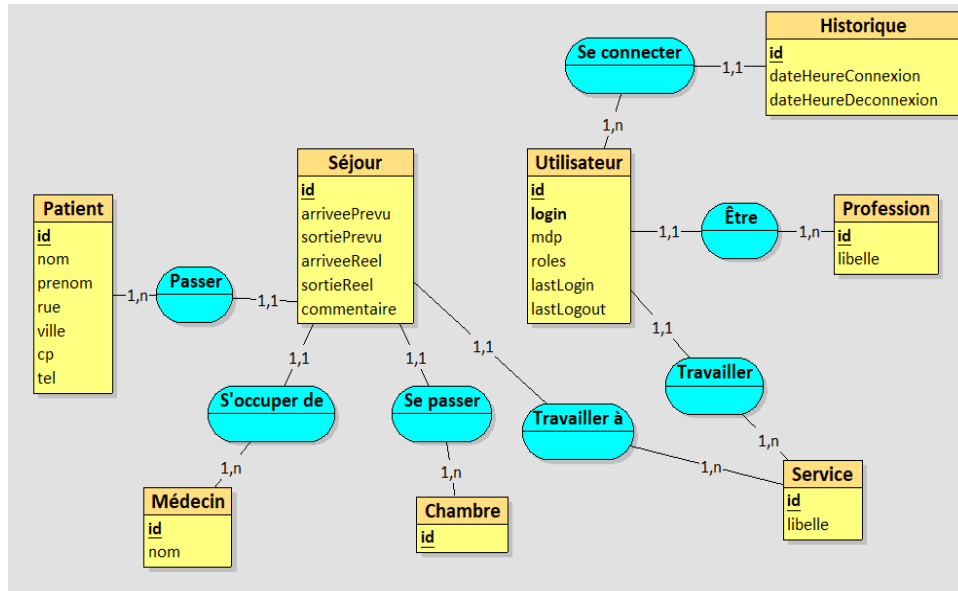 Historique
id
dateHeureConnexion
dateHeureDeconnexion
Se connecter
1,1
1,n
Séjour
id
arriveePrevu
sortiePrevu
arriveeReel
sortieReel
commentaire
Utilisateur
id
login
mdp
roles
lastLogin
lastLogout
Être
1,1
1,n
Profession
id
libelle
Patient
id
nom
prenom
rue
ville
cp
tel
Passer
1,n
1,1
1,1
1,1
1,1
1,1
S'occuper de
Se passer
Travailler à
Travailler
1,n
1,n
1,n
1,n
Médecin
id
nom
Chambre
id
Service
id
libelle